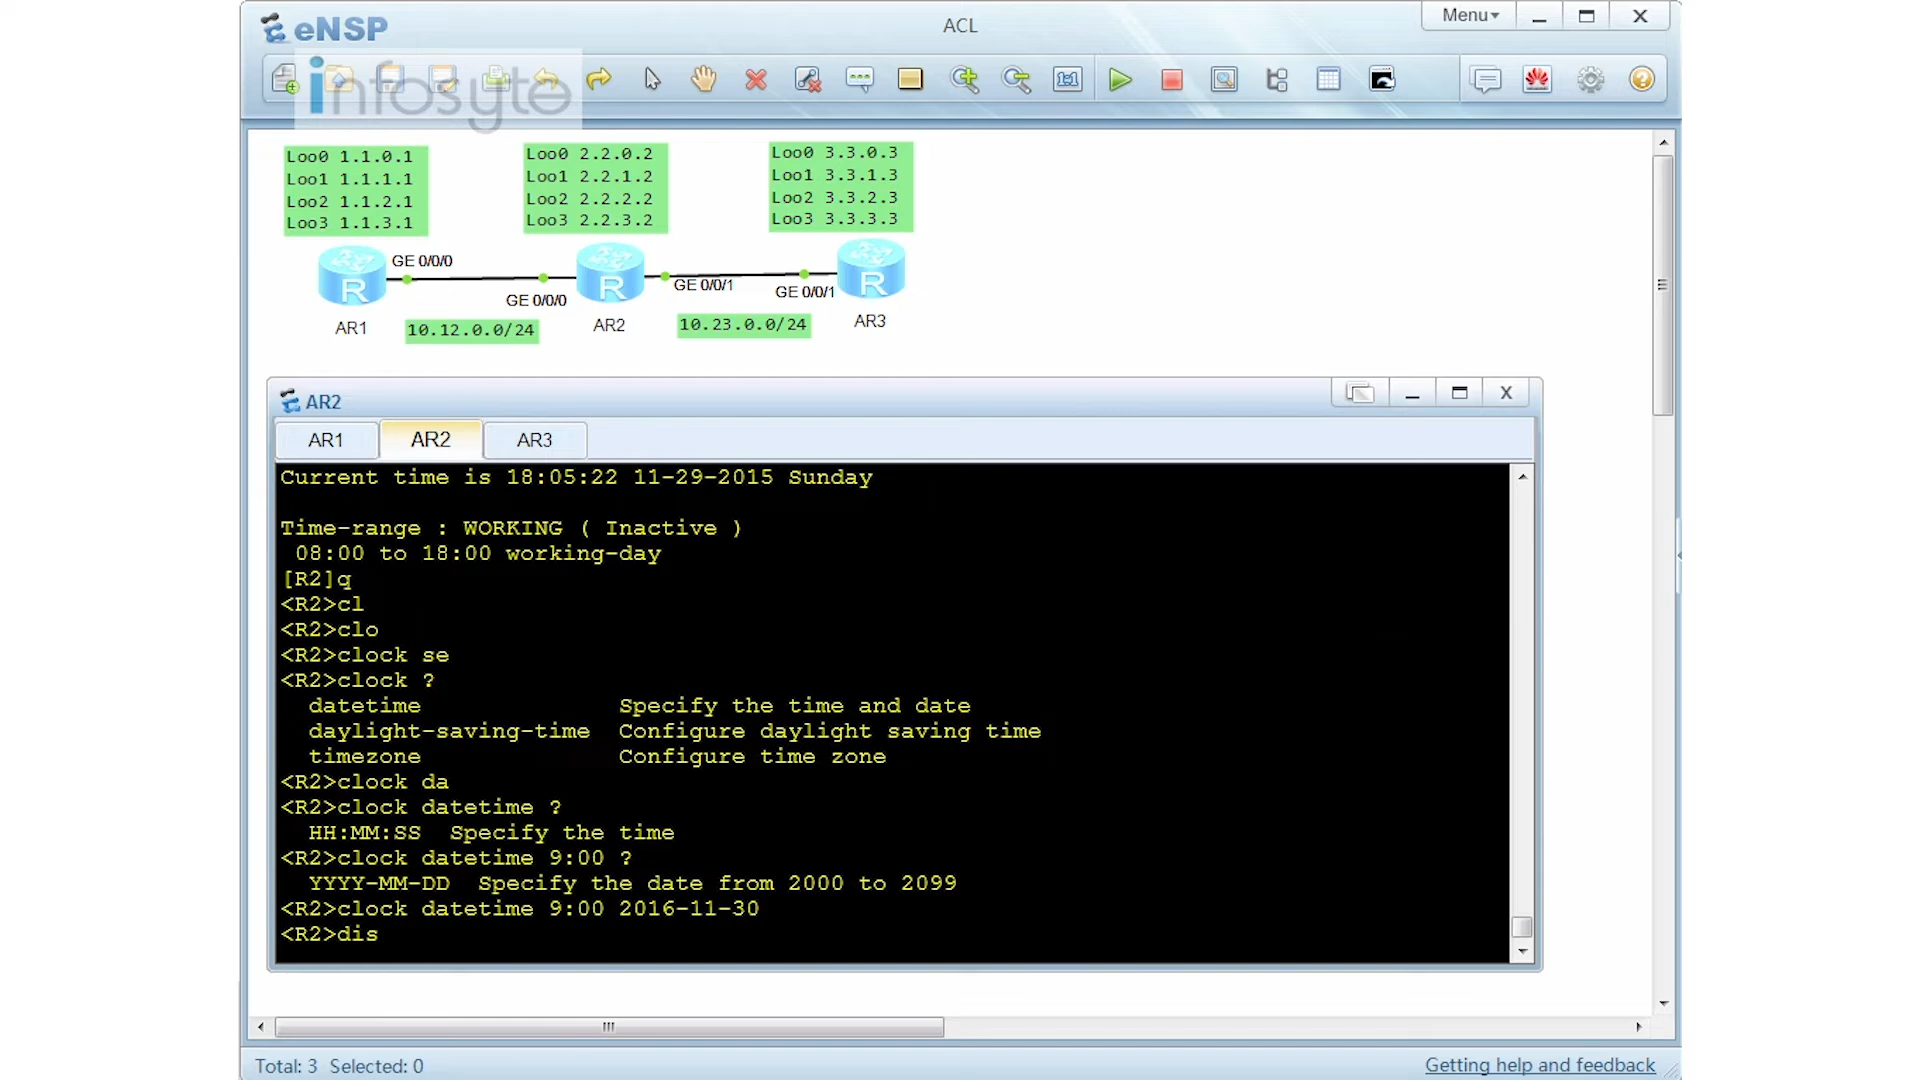 eNSP
ACL
Menu
infosyte
1:1
Loo0 1.1.0.1
Loo1 1.1.1.1
Loo2 1.1.2.1
Loo3 1.1.3.1
Loo0 2.2.0.2
Loo1 2.2.1.2
Loo2 2.2.2.2
Loo3 2.2.3.2
Loo0 3.3.0.3
Loo1 3.3.1.3
Loo2 3.3.2.3
Loo3 3.3.3.3
GE 0/0/0
GE 0/0/0
GE 0/0/1
GE 0/0/1
R
R
R
AR1
10.12.0.0/24
AR2
10.23.0.0/24
AR3
AR2
AR1
AR2
AR3
Current time is 18:05:22 11-29-2015 Sunday
Time-range : WORKING ( Inactive )
08:00 to 18:00 working-day
[R2]q
<R2>cl
<R2>clo
<R2>clock se
<R2>clock ?
datetime Specify the time and date
daylight-saving-time Configure daylight saving time
timezone Configure time zone
<R2>clock da
<R2>clock datetime ?
HH:MM:SS Specify the time
<R2>clock datetime 9:00 ?
YYYY-MM-DD Specify the date from 2000 to 2099
<R2>clock datetime 9:00 2016-11-30
<R2>dis
Total: 3 Selected: 0
Getting help and feedback